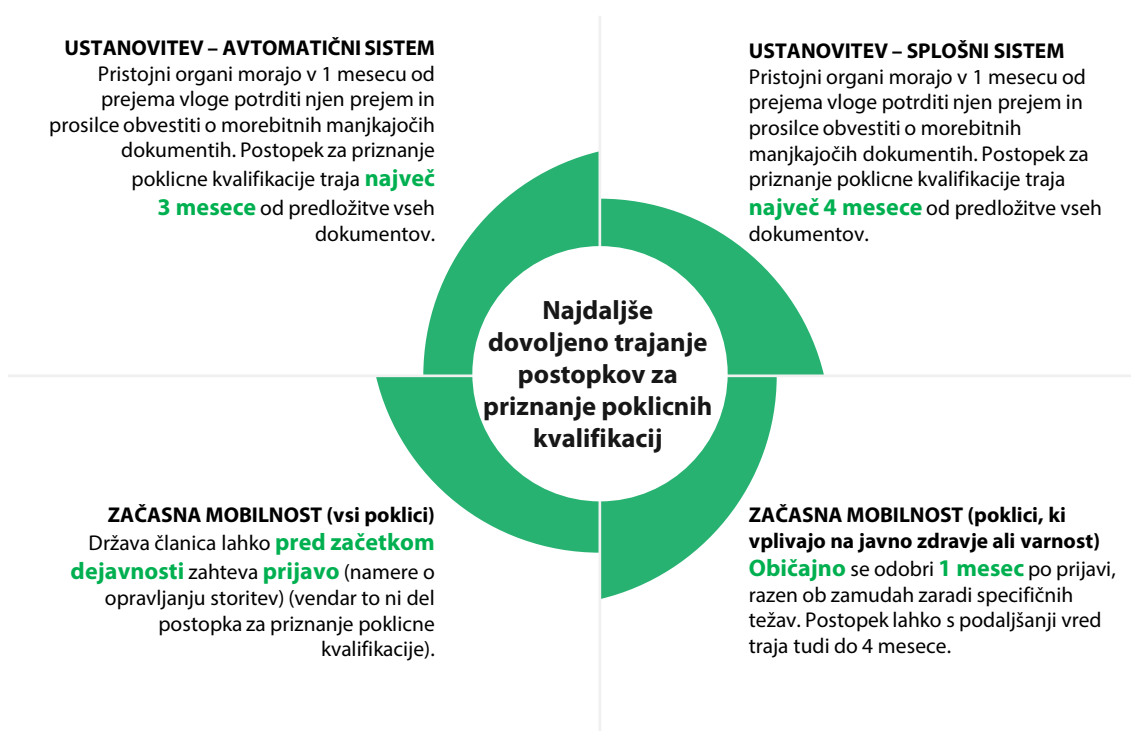 USTANOVITEV – AVTOMATIČNI SISTEM
Pristojni organi morajo v 1 mesecu od
prejema vloge potrditi njen prejem in
prosilce obvestiti o morebitnih manjkajočih
dokumentih. Postopek za priznanje
poklicne kvalifikacije traja največ
3 mesece od predložitve vseh
dokumentov.
USTANOVITEV – SPLOŠNI SISTEM
Pristojni organi morajo v 1 mesecu od
prejema vloge potrditi njen prejem in
prosilce obvestiti o morebitnih
manjkajočih dokumentih. Postopek za
priznanje poklicne kvalifikacije traja
največ 4 mesece od predložitve vseh
dokumentov.
Najdaljše
dovoljeno trajanje
postopkov za
priznanje poklicnih
kvalifikacij
ZAČASNA MOBILNOST (vsi poklici)
Država članica lahko pred začetkom
dejavnosti zahteva prijavo (namere o
opravljanju storitev) (vendar to ni del
postopka za priznanje poklicne
kvalifikacije).
ZAČASNA MOBILNOST (poklici, ki
vplivajo na javno zdravje ali varnost)
Običajno se odobri 1 mesec po prijavi,
razen ob zamudah zaradi specifičnih
težav. Postopek lahko s podaljšanji vred
traja tudi do 4 mesece.